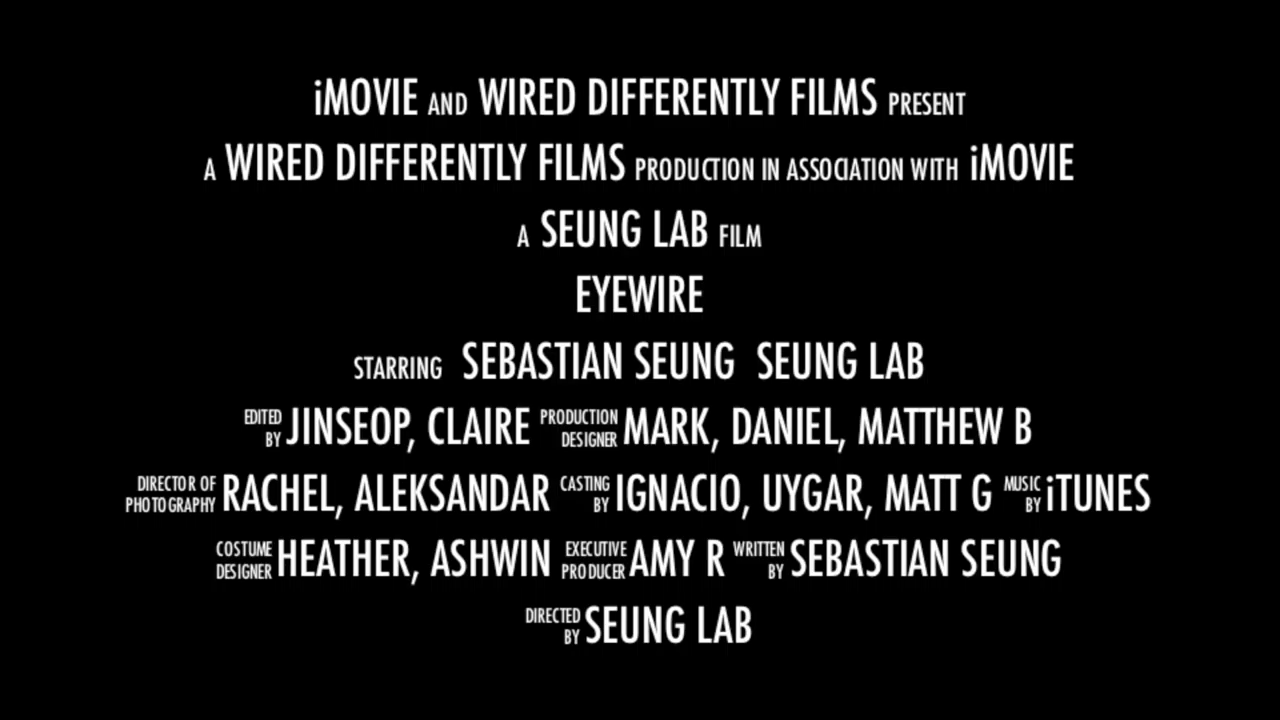 iMOVIE AND WIRED DIFFERENTLY FILMS PRESENT
A WIRED DIFFERENTLY FILMS PRODUCTION IN ASSOCIATION WITH iMOVIE
A SEUNG LAB FILM
EYEWIRE
STARRING SEBASTIAN SEUNG SEUNG LAB
EDITED BY JINSEOP, CLAIRE PRODUCTION DESIGNER MARK, DANIEL, MATTHEW B
DIRECTOR OF PHOTOGRAPHY RACHEL, ALEKSANDAR CASTING BY IGNACIO, UYGAR, MATT G MUSIC BY iTUNES
COSTUME DESIGNER HEATHER, ASHWIN EXECUTIVE PRODUCER AMY R WRITTEN BY SEBASTIAN SEUNG
DIRECTED BY SEUNG LAB